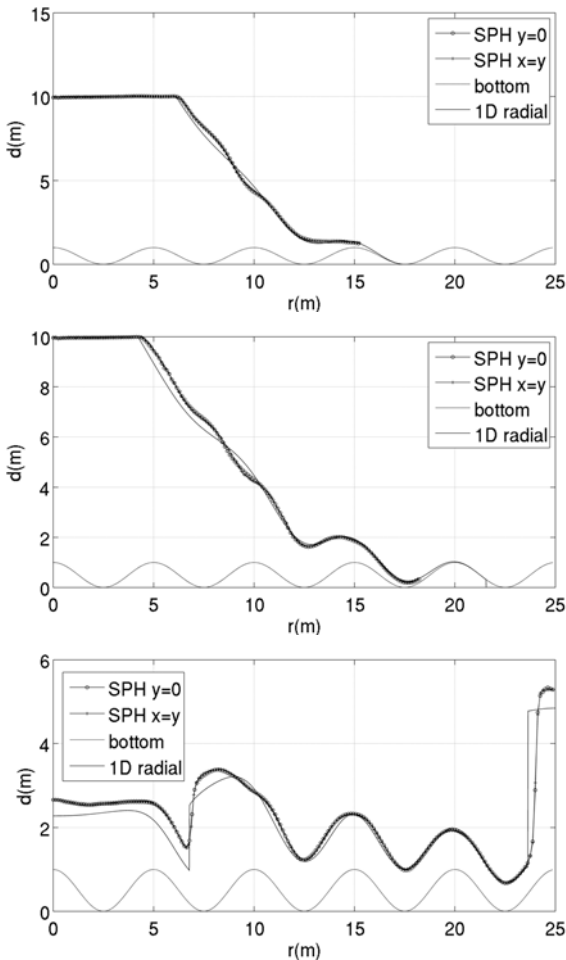 15
10
5
0
d(m)
SPH y=0
SPH x=y
bottom
1D radial
0 5 10 15 20 25
r(m)
10
8
6
4
2
0
d(m)
SPH y=0
SPH x=y
bottom
1D radial
0 5 10 15 20 25
r(m)
6
4
2
0
d(m)
SPH y=0
SPH x=y
bottom
1D radial
0 5 10 15 20 25
r(m)